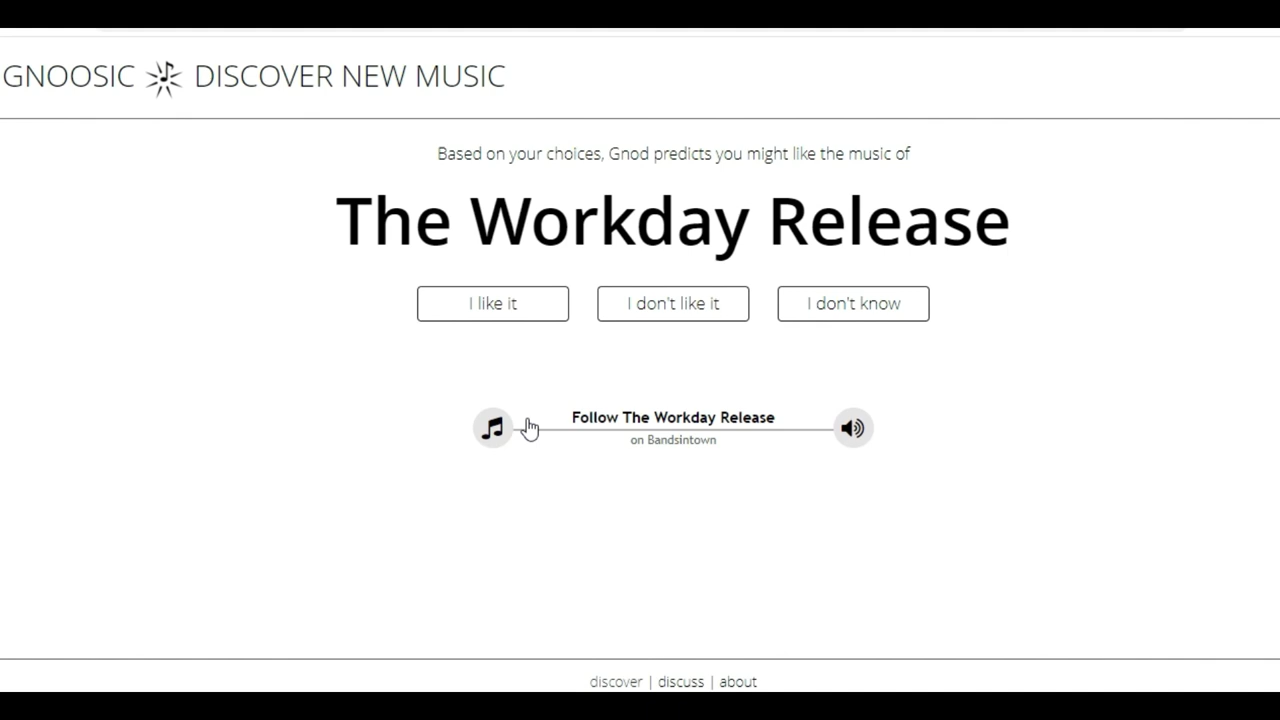 GNOOSIC DISCOVER NEW MUSIC
Based on your choices, Gnod predicts you might like the music of
The Workday Release
I like it
I don't like it
I don't know
Follow The Workday Release
on Bandsintown
discover | discuss | about